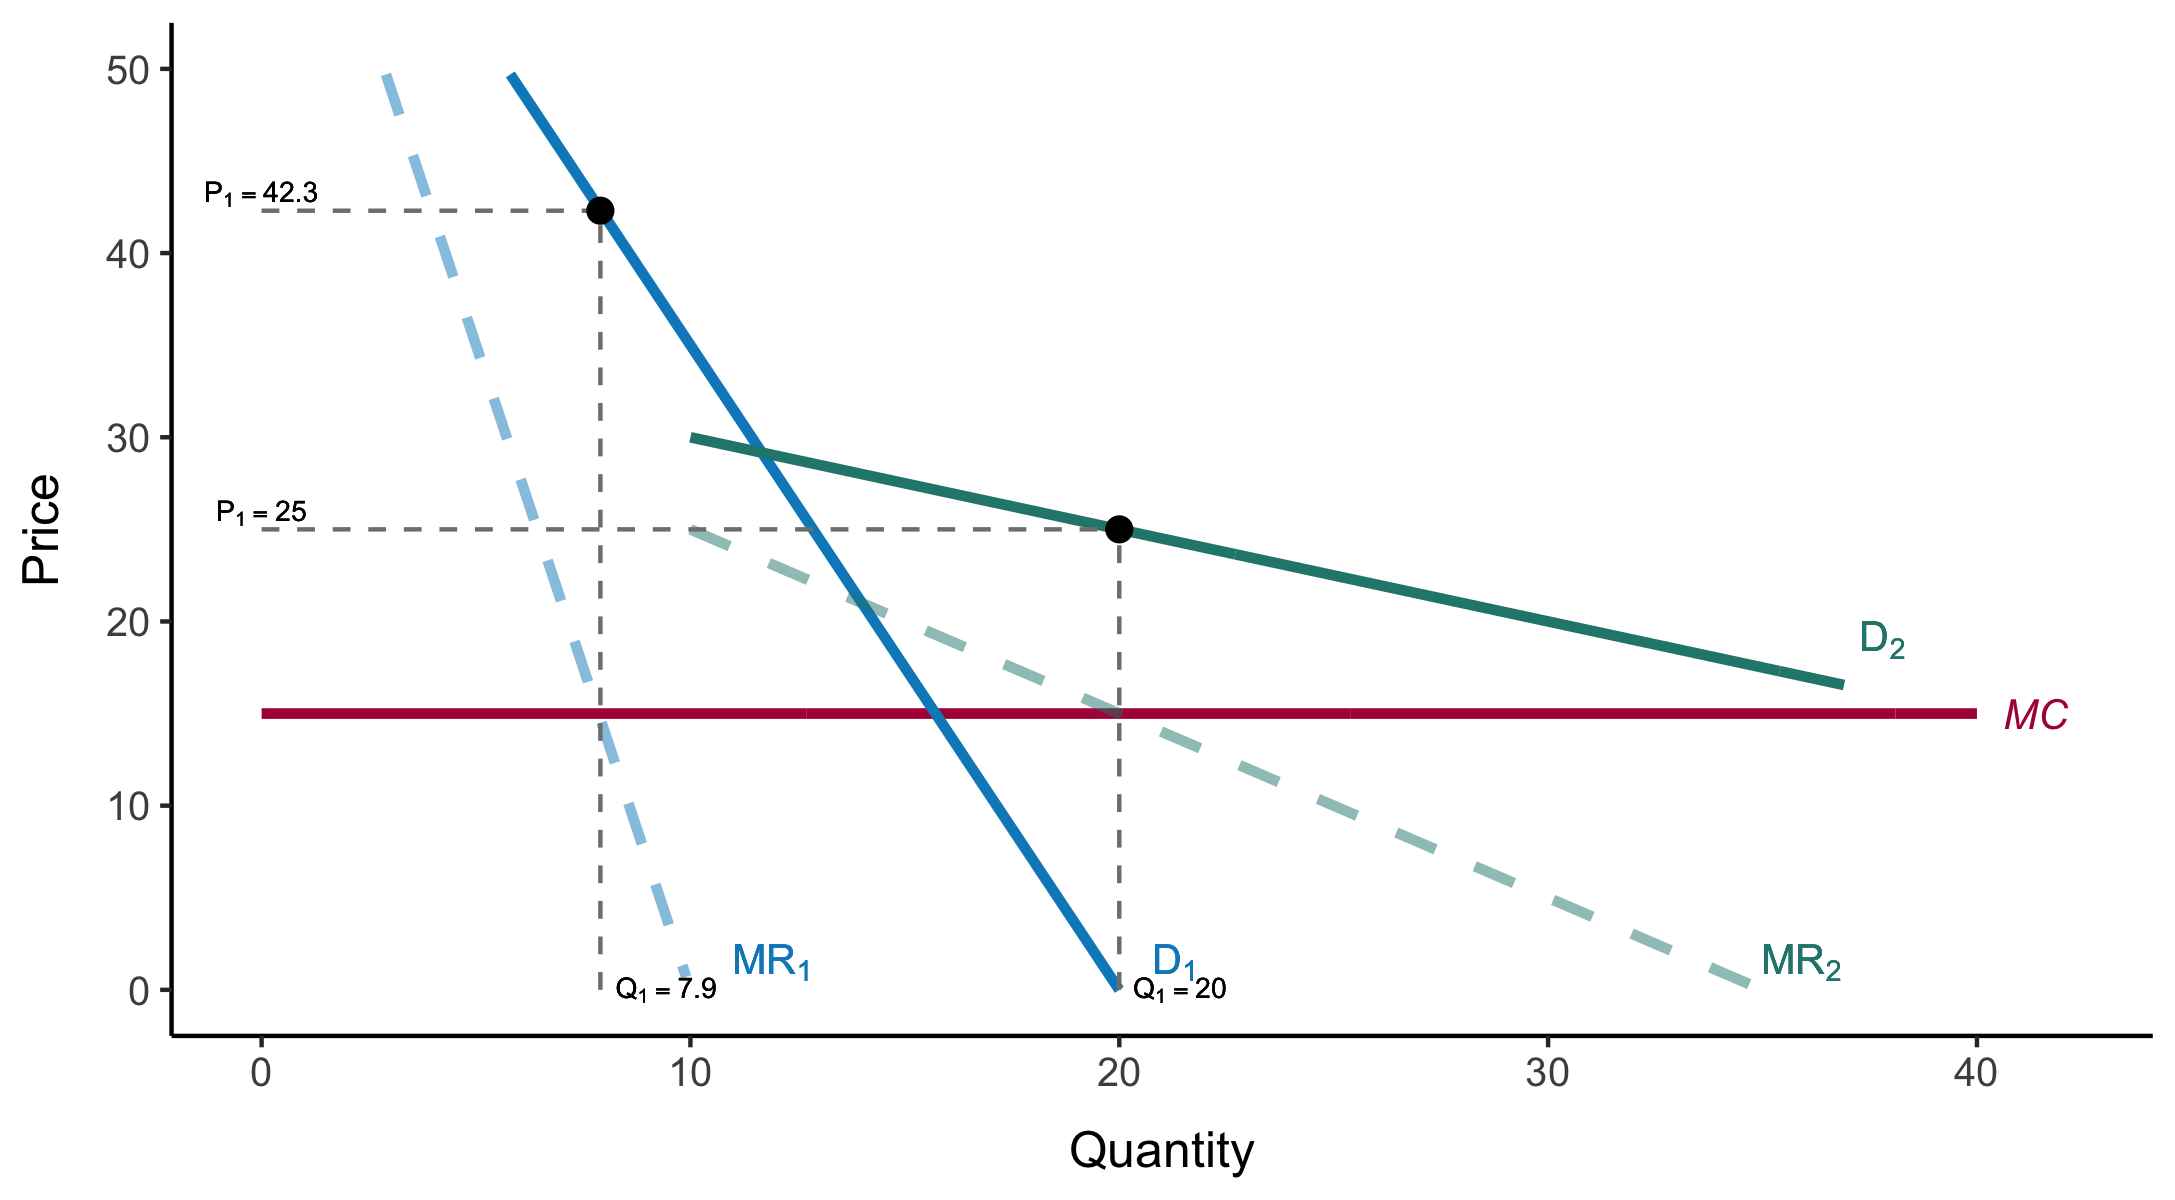 50
P₁ = 42.3
40
30
P₁ = 25
20
D₂
MC
10
MR₁
D₁
MR₂
0
Q₁ = 7.9
Q₁ = 20
0
10
20
30
40
Quantity
Price